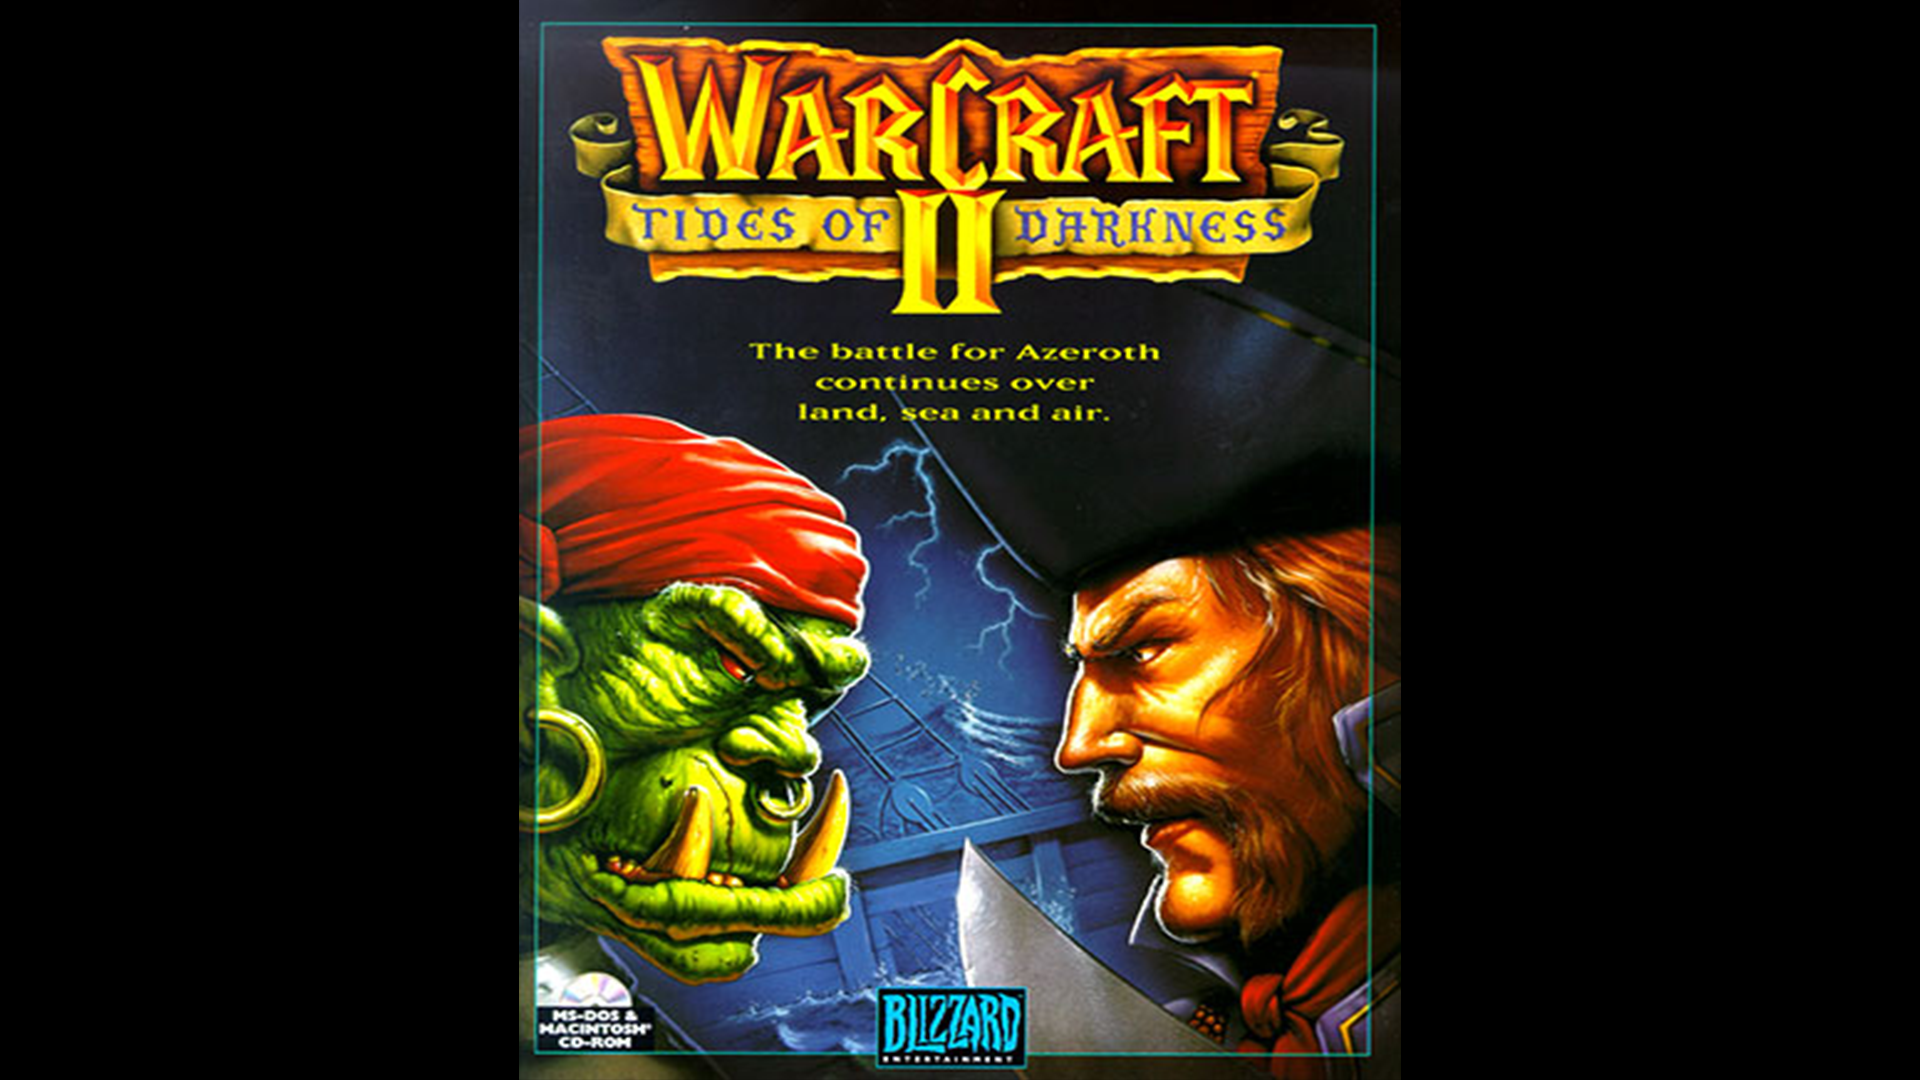 WARCRAFT
II
TIDES OF DARKNESS
The battle for Azeroth
continues over
land, sea and air.
MS-DOS &
MACINTOSH®
CD-ROM
BLIZZARD
ENTERTAINMENT